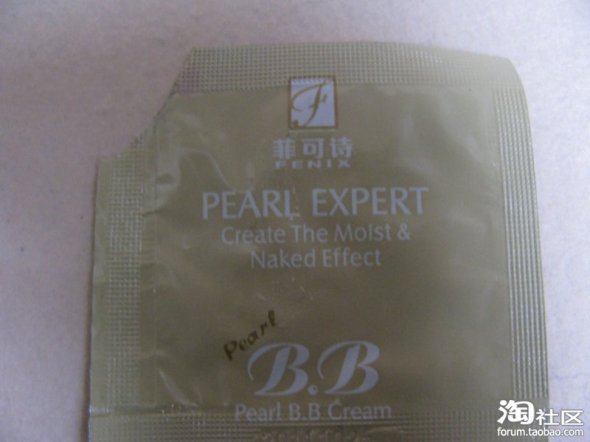 F
菲可诗
FENIX
PEARL EXPERT
Create The Moist &
Naked Effect
Pearl
B.B
Pearl B.B Cream
淘社区
forum.taobao.com